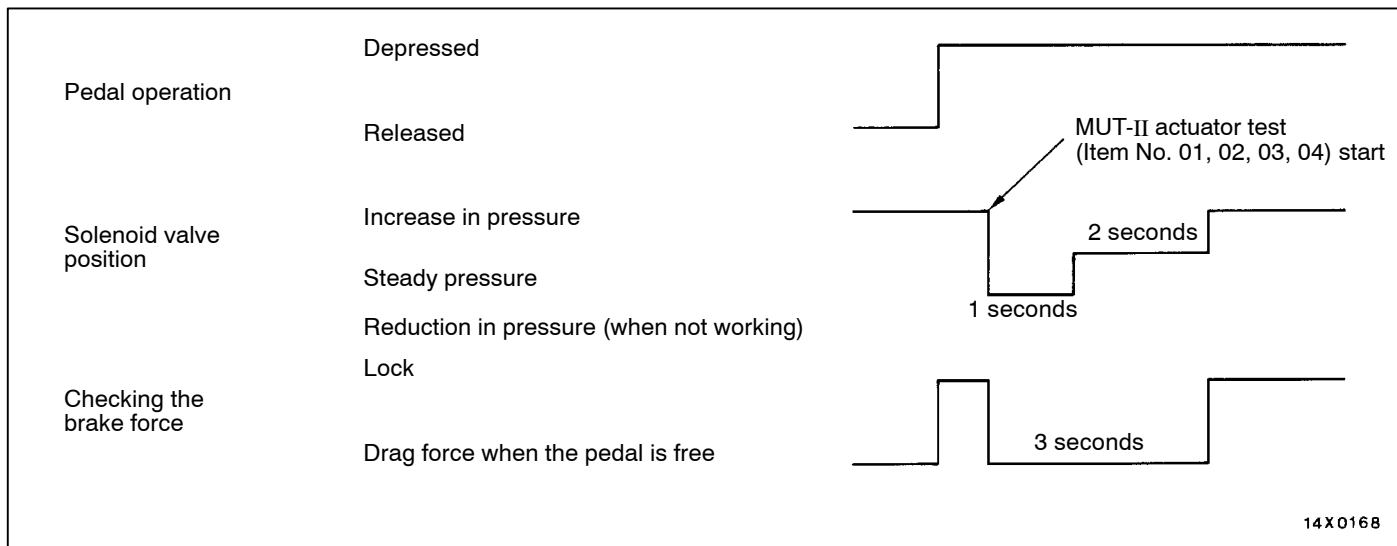 Depressed
Pedal operation
Released
MUT-II actuator test
(Item No. 01, 02, 03, 04) start
Increase in pressure
Solenoid valve
position
2 seconds
Steady pressure
1 seconds
Reduction in pressure (when not working)
Lock
Checking the
brake force
3 seconds
Drag force when the pedal is free
14X0168